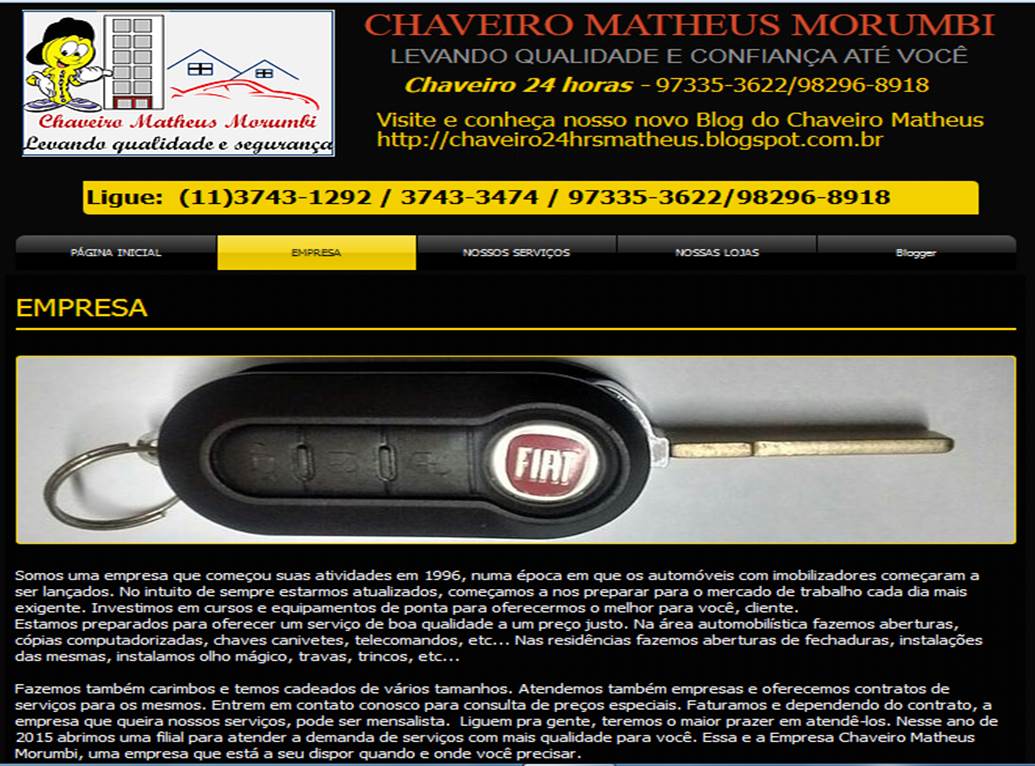 CHAVEIRO MATHEUS MORUMBI
LEVANDO QUALIDADE E CONFIANÇA ATÉ VOCÊ
Chaveiro 24 horas - 97335-3622/98296-8918
Visite e conheça nosso novo Blog do Chaveiro Matheus
http://chaveiro24hrsmatheus.blogspot.com.br
Chaveiro Matheus Morumbi
Levando qualidade e segurança
Ligue: (11)3743-1292 / 3743-3474 / 97335-3622/98296-8918
PÁGINA INICIAL
EMPRESA
NOSSOS SERVIÇOS
NOSSAS LOJAS
Blogger
EMPRESA
FIAT
Somos uma empresa que começou suas atividades em 1996, numa época em que os automóveis com imobilizadores começaram a
ser lançados. No intuito de sempre estarmos atualizados, começamos a nos preparar para o mercado de trabalho cada dia mais
exigente. Investimos em cursos e equipamentos de ponta para oferecermos o melhor para você, cliente.
Estamos preparados para oferecer um serviço de boa qualidade a um preço justo. Na área automobilística fazemos aberturas,
cópias computadorizadas, chaves canivetes, telecomandos, etc... Nas residências fazemos aberturas de fechaduras, instalações
das mesmas, instalamos olho mágico, travas, trincos, etc...
Fazemos também carimbos e temos cadeados de vários tamanhos. Atendemos também empresas e oferecemos contratos de
serviços para os mesmos. Entrem em contato conosco para consulta de preços especiais. Faturamos e dependendo do contrato, a
empresa que queira nossos serviços, pode ser mensalista. Liguem pra gente, teremos o maior prazer em atendê-los. Nesse ano de
2015 abrimos uma filial para atender a demanda de serviços com mais qualidade para você. Essa e a Empresa Chaveiro Matheus
Morumbi, uma empresa que está a seu dispor quando e onde você precisar.